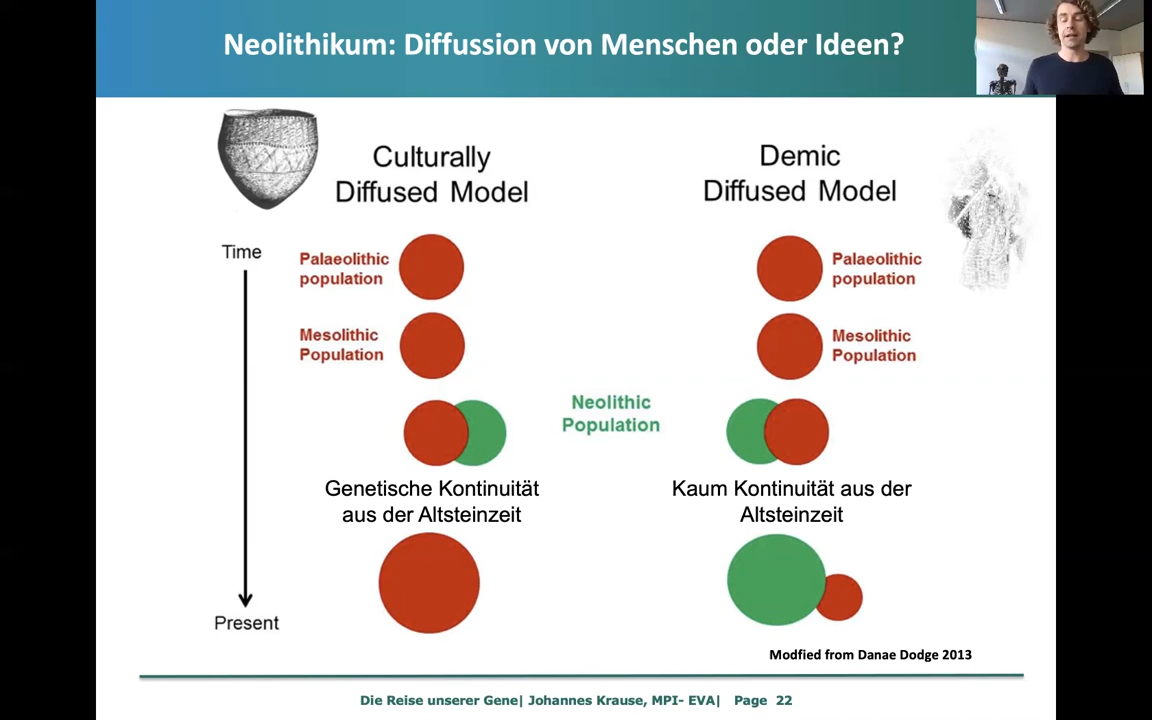 Neolithikum: Diffussion von Menschen oder Ideen?
Culturally
Diffused Model
Demic
Diffused Model
Time
Palaeolithic
population
Palaeolithic
population
Mesolithic
Population
Mesolithic
Population
Neolithic
Population
Genetische Kontinuität
aus der Altsteinzeit
Kaum Kontinuität aus der
Altsteinzeit
Present
Modfied from Danae Dodge 2013
Die Reise unserer Gene| Johannes Krause, MPI- EVA| Page 22